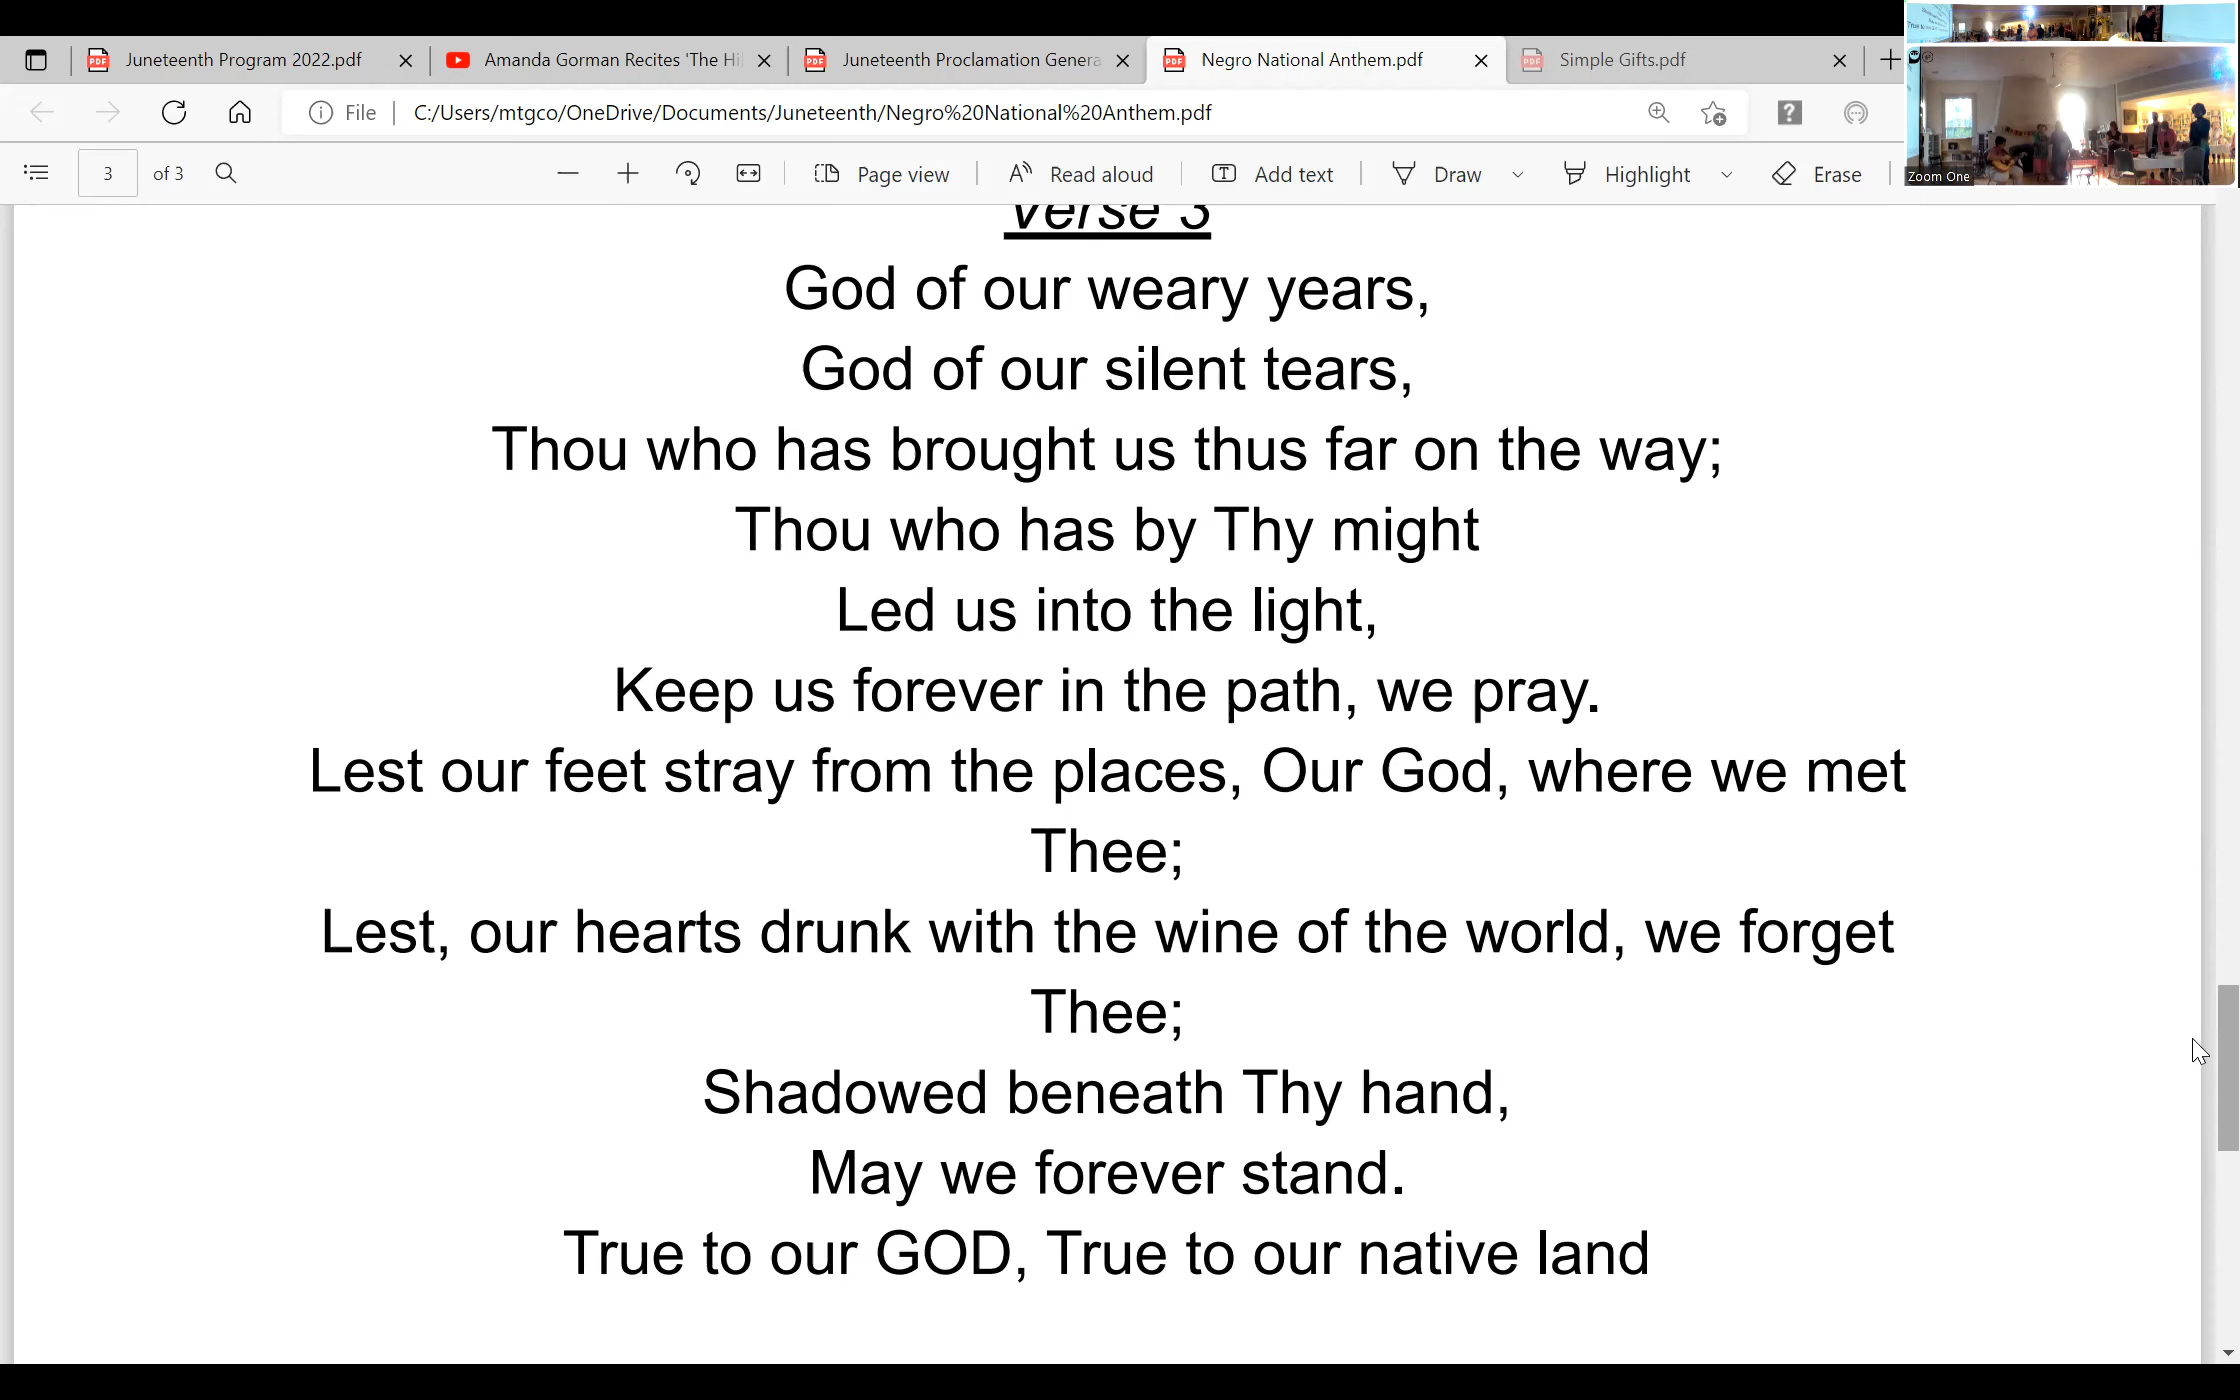 Juneteenth Program 2022.pdf
Amanda Gorman Recites 'The Hi
Juneteenth Proclamation Genera
Negro National Anthem.pdf
Simple Gifts.pdf
File
C:/Users/mtgco/OneDrive/Documents/Juneteenth/Negro%20National%20Anthem.pdf
3 of 3
Page view
Read aloud
Add text
Draw
Highlight
Erase
Zoom One
Verse 3
God of our weary years,
God of our silent tears,
Thou who has brought us thus far on the way;
Thou who has by Thy might
Led us into the light,
Keep us forever in the path, we pray.
Lest our feet stray from the places, Our God, where we met
Thee;
Lest, our hearts drunk with the wine of the world, we forget
Thee;
Shadowed beneath Thy hand,
May we forever stand.
True to our GOD, True to our native land